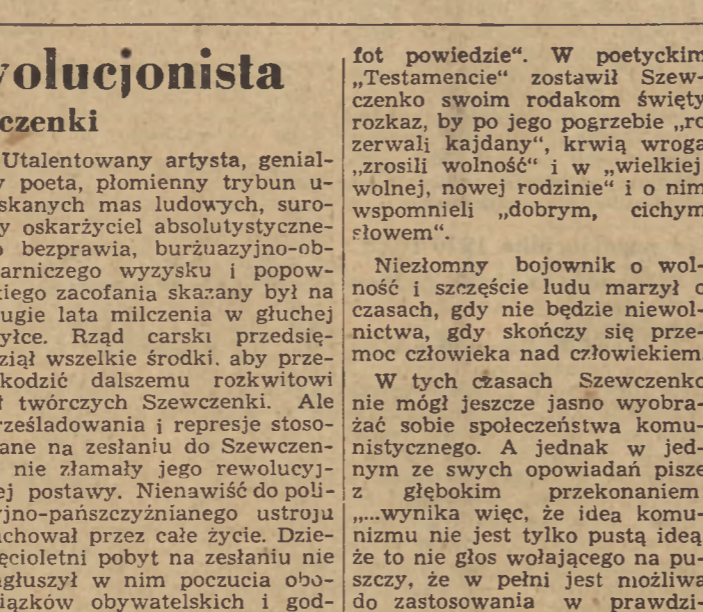 volucjonista
czenki
Utalentowany artysta, genial-
y poeta, płomienny trybun u-
skanych mas ludowych, suro-
y oskarżyciel absolutystyczne-
o bezprawia, burżuazyjno-ob-
arniczego wyzysku i popow-
kiego zacofania skazany był na
ugie lata milczenia w głuchej
yłce. Rząd carski przedsię-
ziął wszelkie środki. aby prze-
kodzić dalszemu rozkwitowi
ł twórczych Szewczenki. Ale
rześladowania i represje stoso-
ane na zesłaniu do Szewczen-
nie złamały jego rewolucyj-
ej postawy. Nienawiść do poli-
yjno-pańszczyźnianego ustroju
chował przez całe życie. Dzie-
ęcioletni pobyt na zesłaniu nie
agłuszył w nim poczucia obo-
iązków obywatelskich i god-
fot powiedzie“. W poetyckim
„Testamencie“ zostawił Szew-
czenko swoim rodakom święty
rozkaz, by po jego pogrzebie „ro
zerwali kajdany“, krwią wroga
„zrosili wolność“ i w „wielkiej
wolnej, nowej rodzinie“ i o nim
wspomnieli „dobrym, cichym
słowem“.
Niezłomny bojownik o wol-
ność i szczęście ludu marzył o
czasach, gdy nie będzie niewol-
nictwa, gdy skończy się prze-
moc człowieka nad człowiekiem.
W tych czasach Szewczenko
nie mógł jeszcze jasno wyobra-
żać sobie społeczeństwa komu-
nistycznego. A jednak w jed-
nym ze swych opowiadań pisze
z głębokim przekonaniem
„...wynika więc, że idea komu-
nizmu nie jest tylko pustą ideą
że to nie głos wołającego na pu-
szczy, że w pełni jest możliwa
do zastosowania w prawdzi-